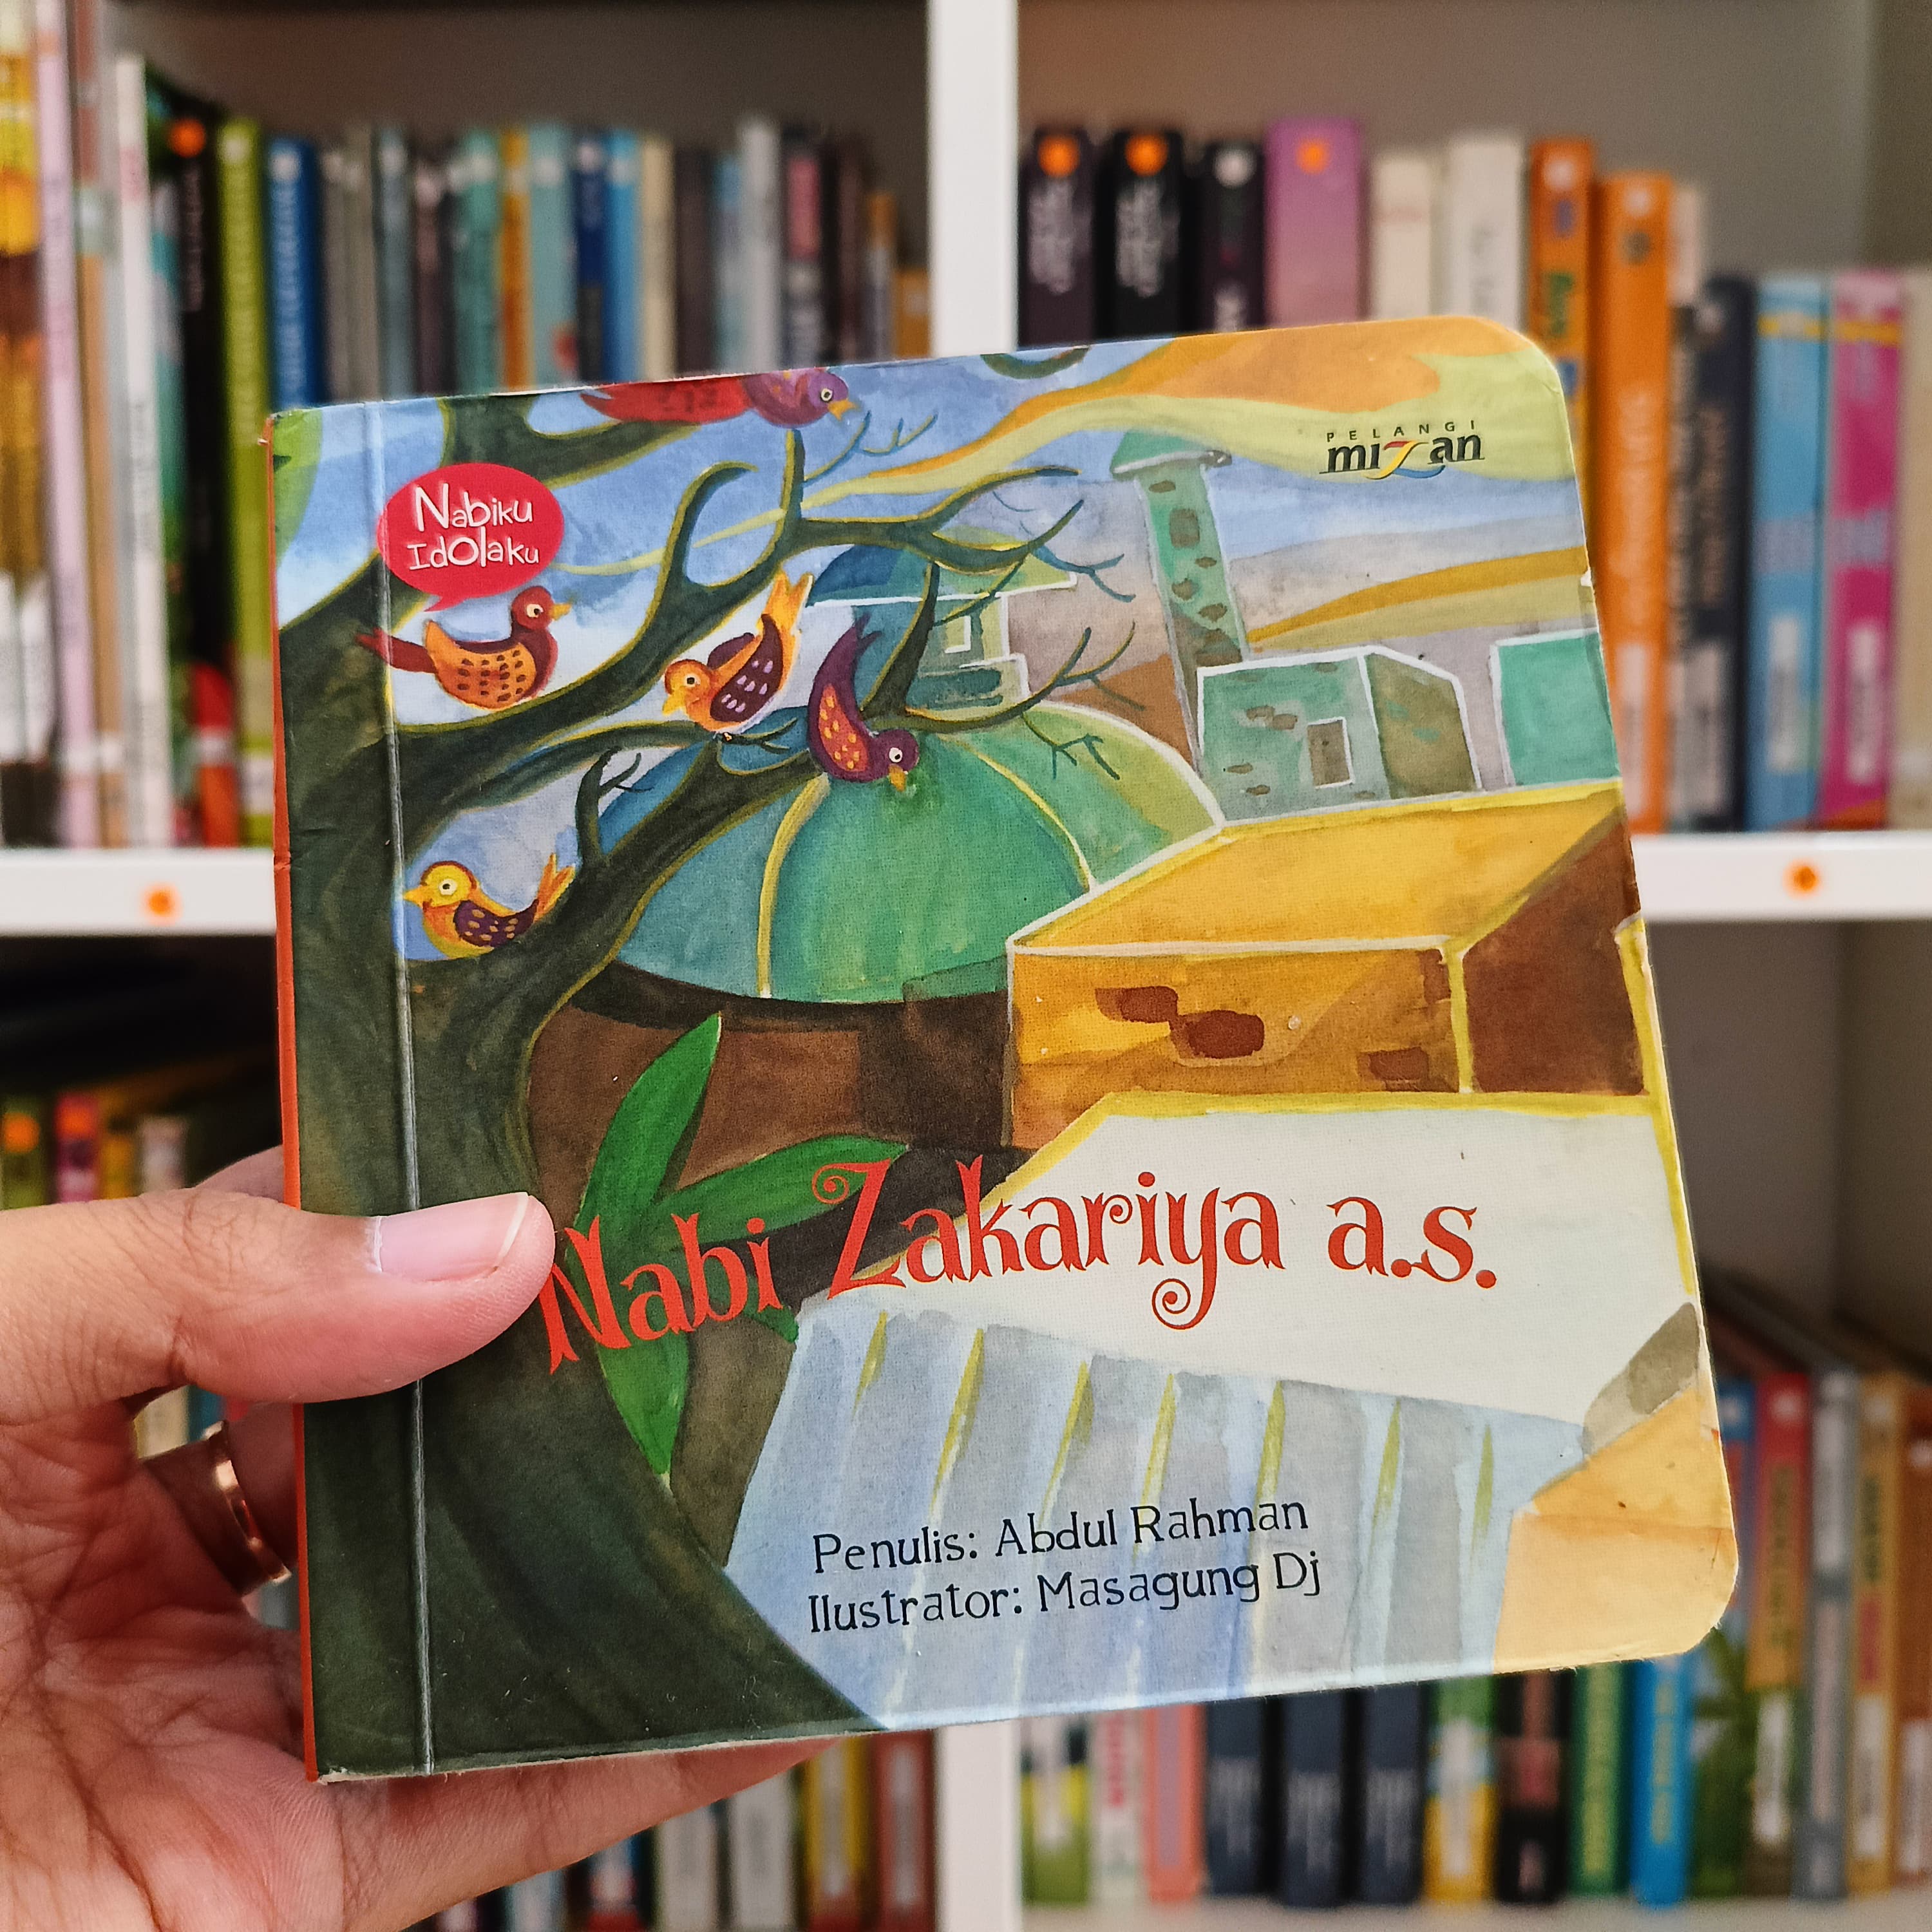 PELANGI
mizan
Nabiku
Idolaku
Nabi Zakariya a.s.
Penulis: Abdul Rahman
Ilustrator: Masagung Dj